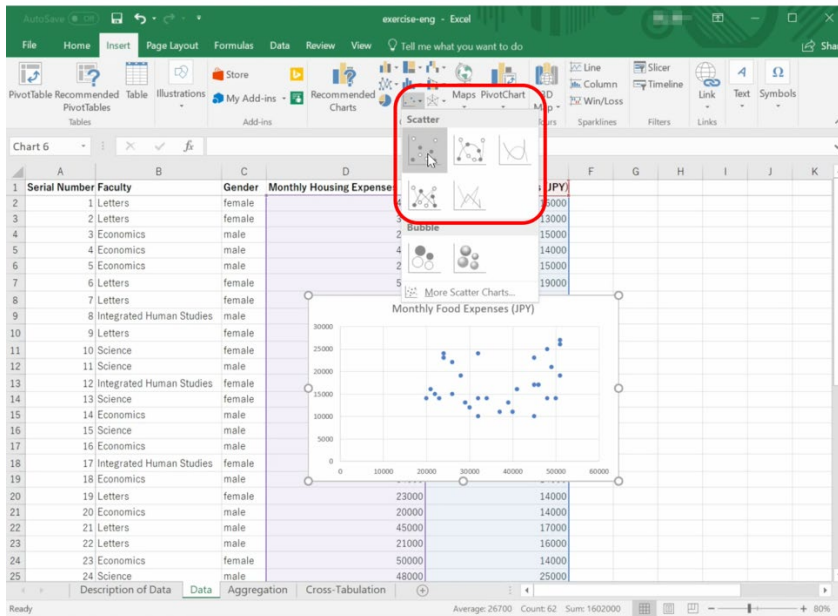 AutoSave Off exercise-eng - Excel
File Home Insert Page Layout Formulas Data Review View Tell me what you want to do Sha
PivotTable Recommended PivotTables Table Illustrations Store My Add-ins Recommended Charts Maps PivotChart 3D Line Column Win/Loss Slicer Timeline Link Text Symbols
Tables Add-ins Sparklines Filters Links
Scatter
Chart 6 fx
A B C D F G H I J K
1 Serial Number Faculty Gender Monthly Housing Expense (JPY)
2 1 Letters female 4
3 2 Letters female 13000
4 3 Economics male 2 15000
5 4 Economics male 4 14000
6 5 Economics male 2 15000
7 6 Letters female 5 19000
Bubble
More Scatter Charts...
8 7 Letters female
9 8 Integrated Human Studies male
10 9 Letters female
11 10 Science female
12 11 Science male
13 12 Integrated Human Studies female
14 13 Science female
15 14 Economics male
16 15 Science male
17 16 Economics male
18 17 Integrated Human Studies female
19 18 Economics male
Monthly Food Expenses (JPY)
30000
25000
20000
15000
10000
5000
0
0 10000 20000 30000 40000 50000 60000
20 19 Letters female 23000 14000
21 20 Economics male 20000 14000
22 21 Letters male 45000 17000
23 22 Letters male 21000 16000
24 23 Economics female 50000 14000
25 24 Science male 48000 25000
Description of Data Data Aggregation Cross-Tabulation
Ready Average: 26700 Count: 62 Sum: 1602000 80%